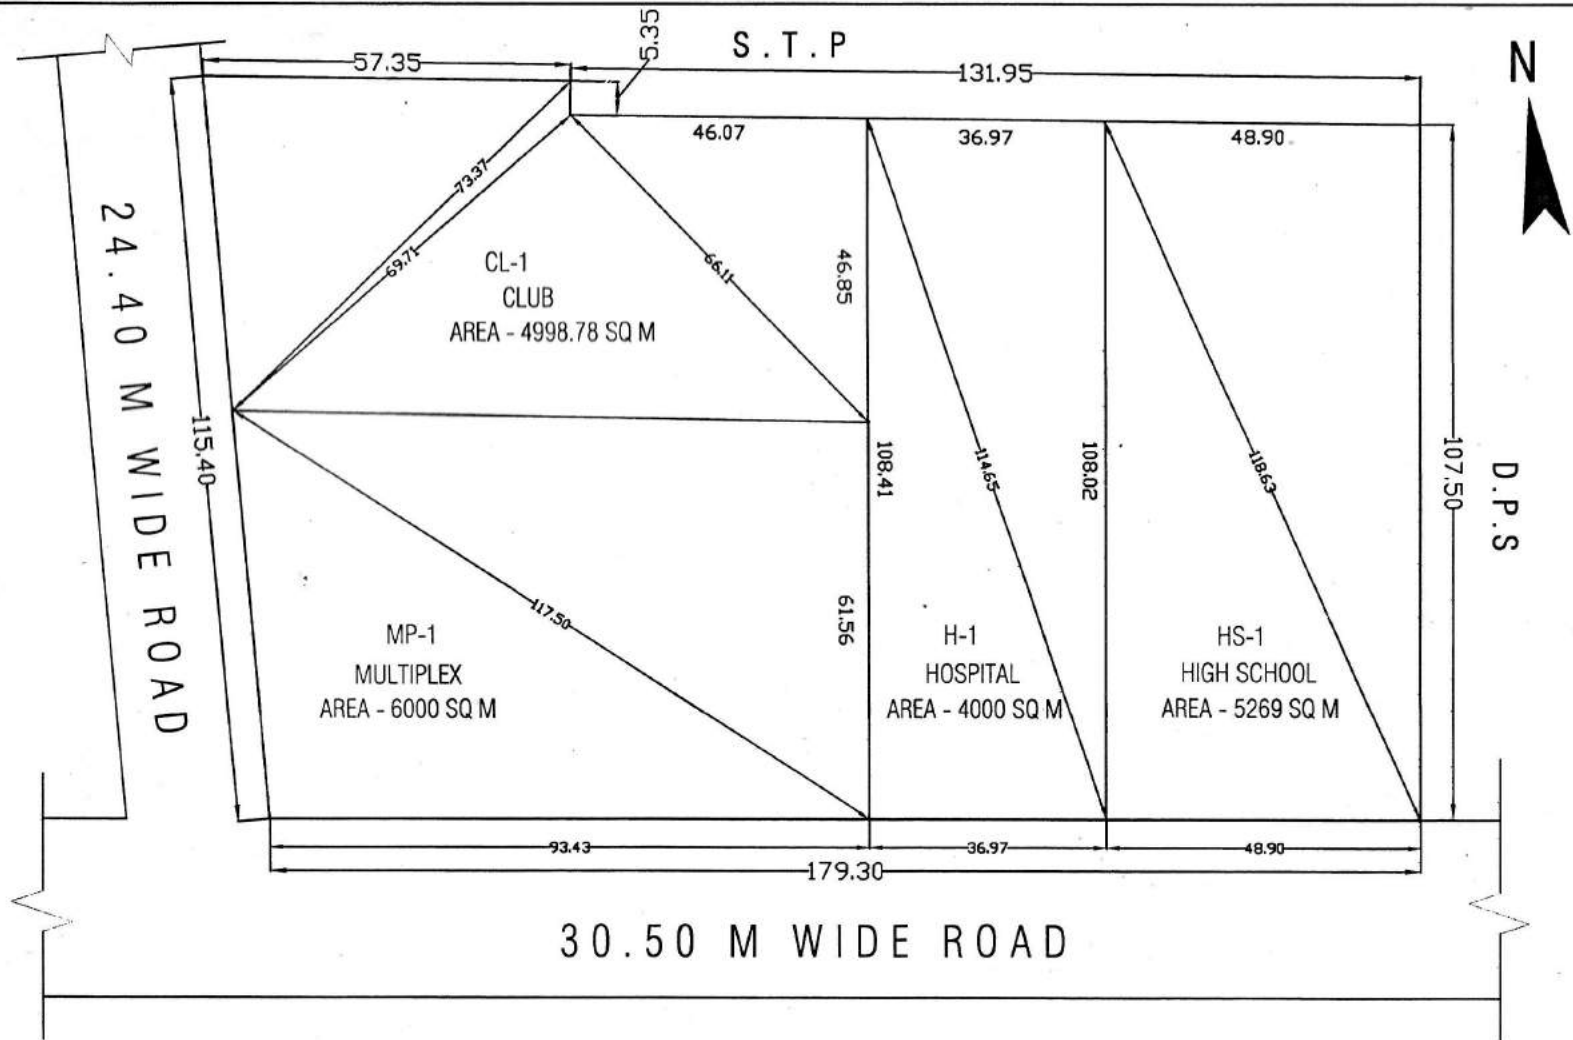 S.T.P
N
57.35
5.35
131.95
46.07
36.97
48.90
73.37
69.71
66.11
46.85
CL-1
CLUB
AREA - 4998.78 SQ M
24.40 M WIDE ROAD
115.40
108.41
114.65
108.02
118.63
107.50
D.P.S
117.50
61.56
MP-1
MULTIPLEX
AREA - 6000 SQ M
H-1
HOSPITAL
AREA - 4000 SQ M
HS-1
HIGH SCHOOL
AREA - 5269 SQ M
93.43
36.97
48.90
179.30
30.50 M WIDE ROAD